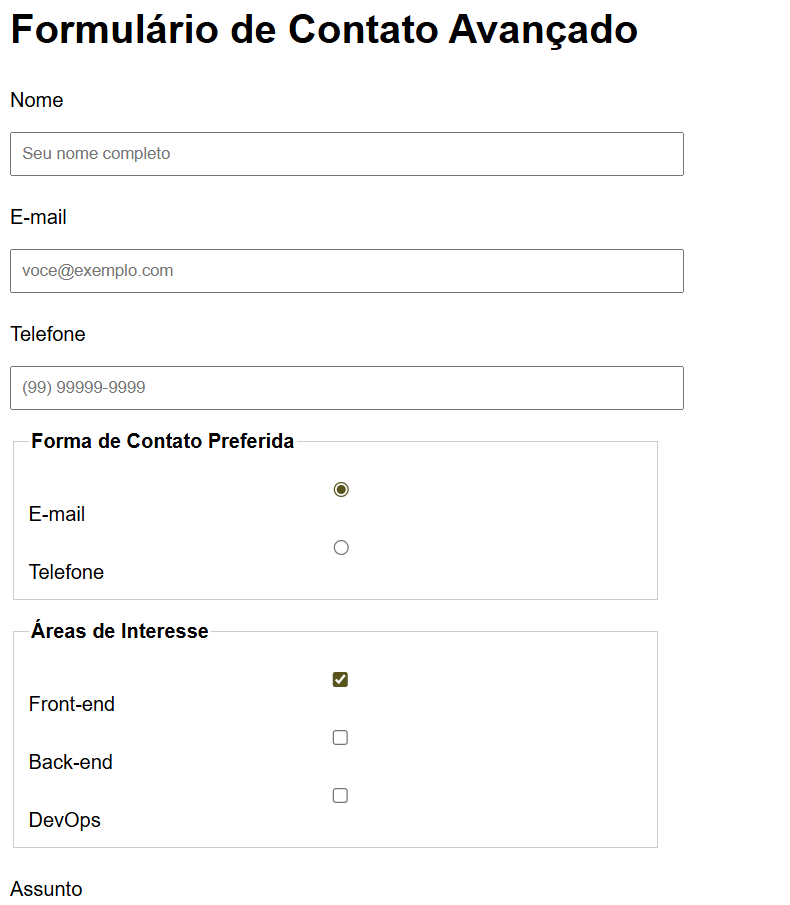 Formulário de Contato Avançado
Nome
Seu nome completo
E-mail
voce@exemplo.com
Telefone
(99) 99999-9999
Forma de Contato Preferida
E-mail
Telefone
Áreas de Interesse
Front-end
Back-end
DevOps
Assunto